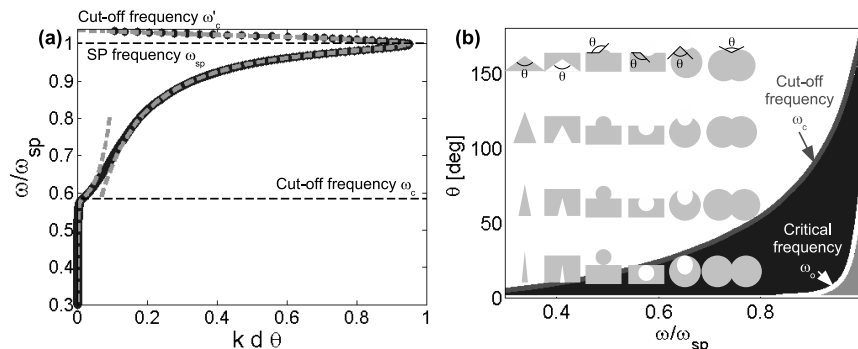 Cut-off frequency ω'c
(a)
SP frequency ωsp
Cut-off frequency ωc
ω/ωsp
1
0.9
0.8
0.7
0.6
0.5
0.4
0.3
0
0.2
0.4
0.6
0.8
1
k d θ
(b)
θ θ θ θ θ θ
Cut-off
frequency
ωc
Critical
frequency
ωo
θ [deg]
150
100
50
0
0.4
0.6
0.8
ω/ωsp